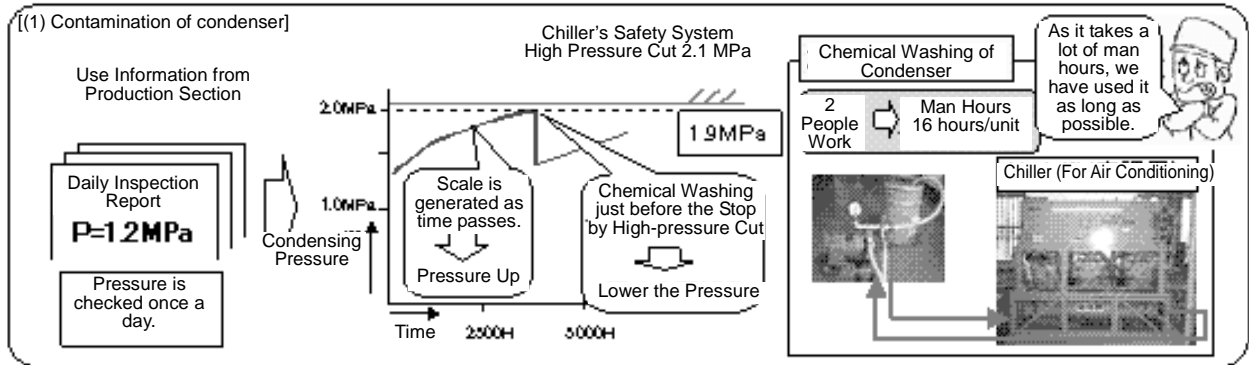 [(1) Contamination of condenser]
Use Information from
Production Section
Daily Inspection
Report
P=1.2MPa
Pressure is
checked once a
day.
Chiller's Safety System
High Pressure Cut 2.1 MPa
2.0MPa
1.9MPa
1.0MPa
Condensing
Pressure
Scale is
generated as
time passes.
Pressure Up
Chemical Washing
just before the Stop
by High-pressure Cut
Lower the Pressure
Time
2500H
5000H
Chemical Washing of
Condenser
2
People
Work
Man Hours
16 hours/unit
As it takes a
lot of man
hours, we
have used it
as long as
possible.
Chiller (For Air Conditioning)